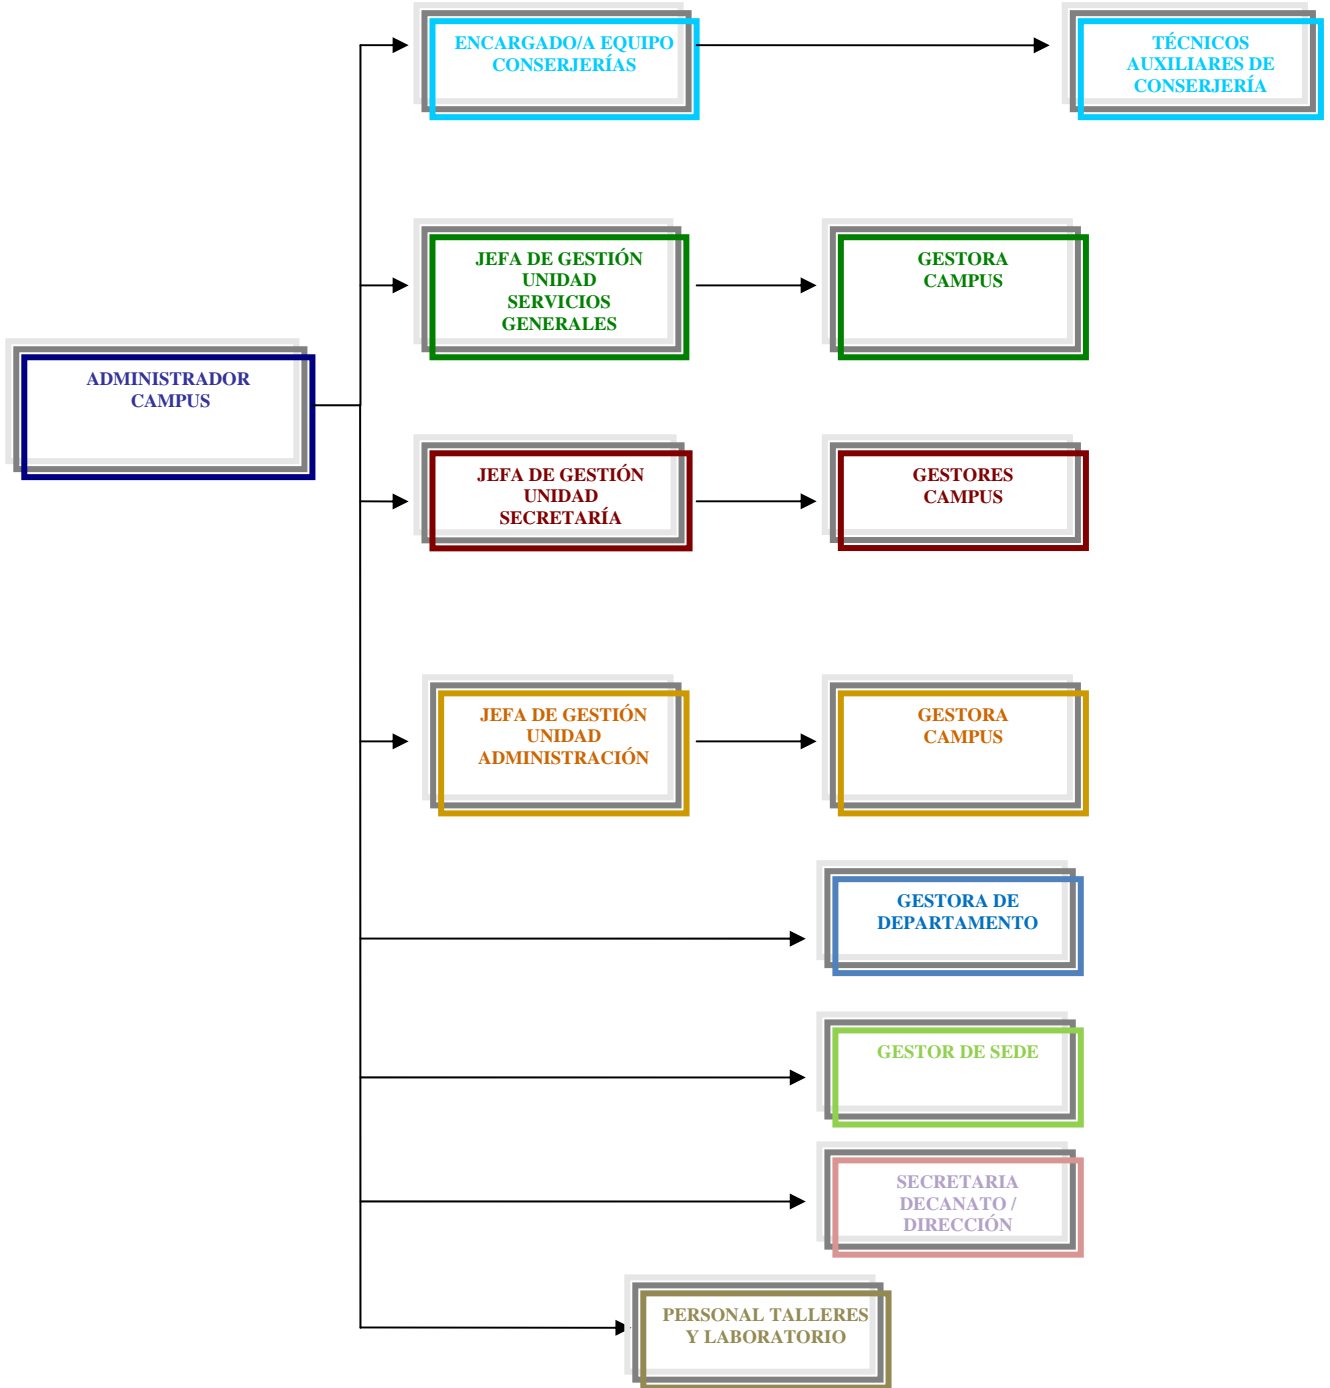 ENCARGADO/A EQUIPO
CONSERJERÍAS
TÉCNICOS
AUXILIARES DE
CONSERJERÍA
JEFA DE GESTIÓN
UNIDAD
SERVICIOS
GENERALES
GESTORA
CAMPUS
ADMINISTRADOR
CAMPUS
JEFA DE GESTIÓN
UNIDAD
SECRETARÍA
GESTORES
CAMPUS
JEFA DE GESTIÓN
UNIDAD
ADMINISTRACIÓN
GESTORA
CAMPUS
GESTORA DE
DEPARTAMENTO
GESTOR DE SEDE
SECRETARIA
DECANATO /
DIRECCIÓN
PERSONAL TALLERES
Y LABORATORIO